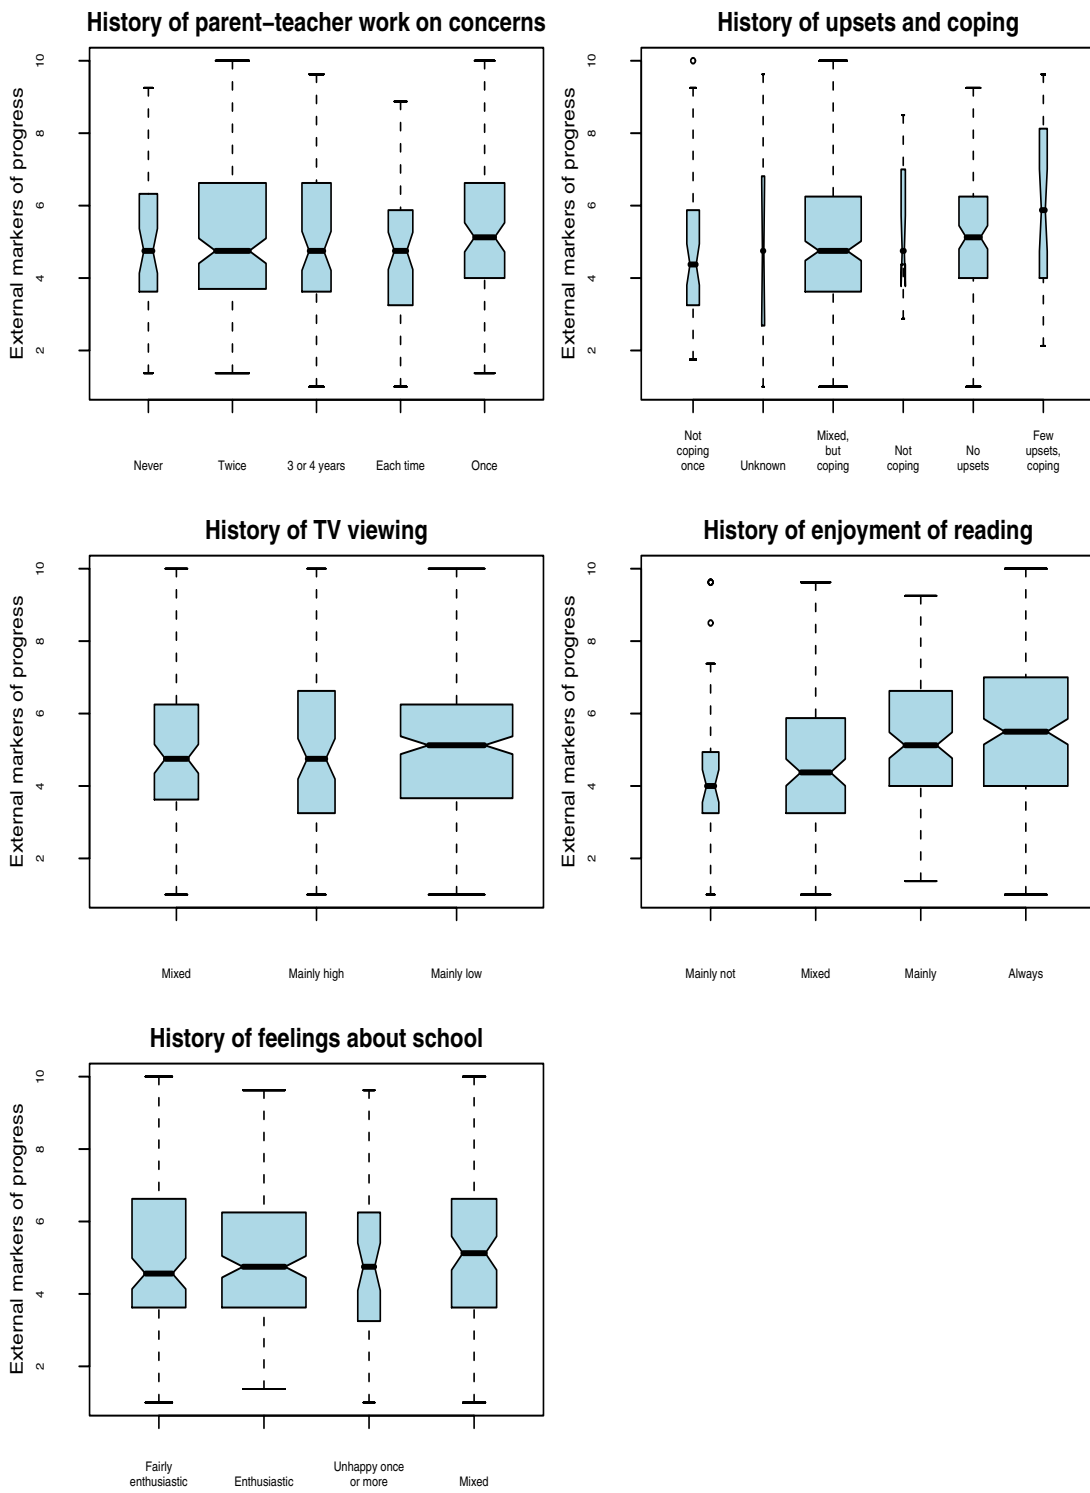 History of parent–teacher work on concerns
External markers of progress
10
8
6
4
2
Never Twice 3 or 4 years Each time Once
History of upsets and coping
External markers of progress
10
8
6
4
2
Not coping once
Unknown
Mixed, but coping
Not coping
No upsets
Few upsets, coping
History of TV viewing
External markers of progress
10
8
6
4
2
Mixed Mainly high Mainly low
History of enjoyment of reading
External markers of progress
10
8
6
4
2
Mainly not Mixed Mainly Always
History of feelings about school
External markers of progress
10
8
6
4
2
Fairly enthusiastic
Enthusiastic
Unhappy once or more
Mixed